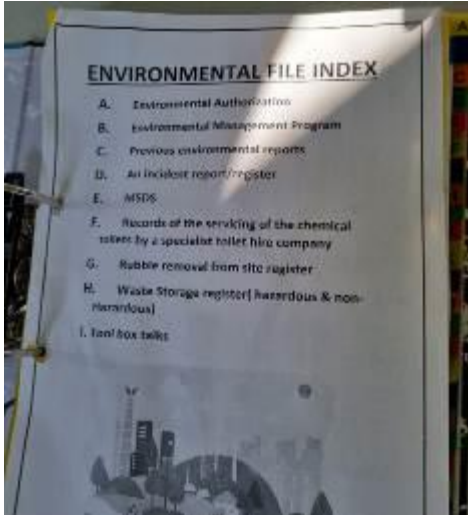 ENVIRONMENTAL FILE INDEX
A. Environmental Authorization
B. Environmental Management Program
C. Previous environmental reports
D. An incident report/register
E. MSDS
F. Records of the servicing of the chemical
toilets by a specialist toilet hire company
G. Rubble removal from site register
H. Waste Storage register( hazardous & non-
Hazardous)
I. Tool box talks